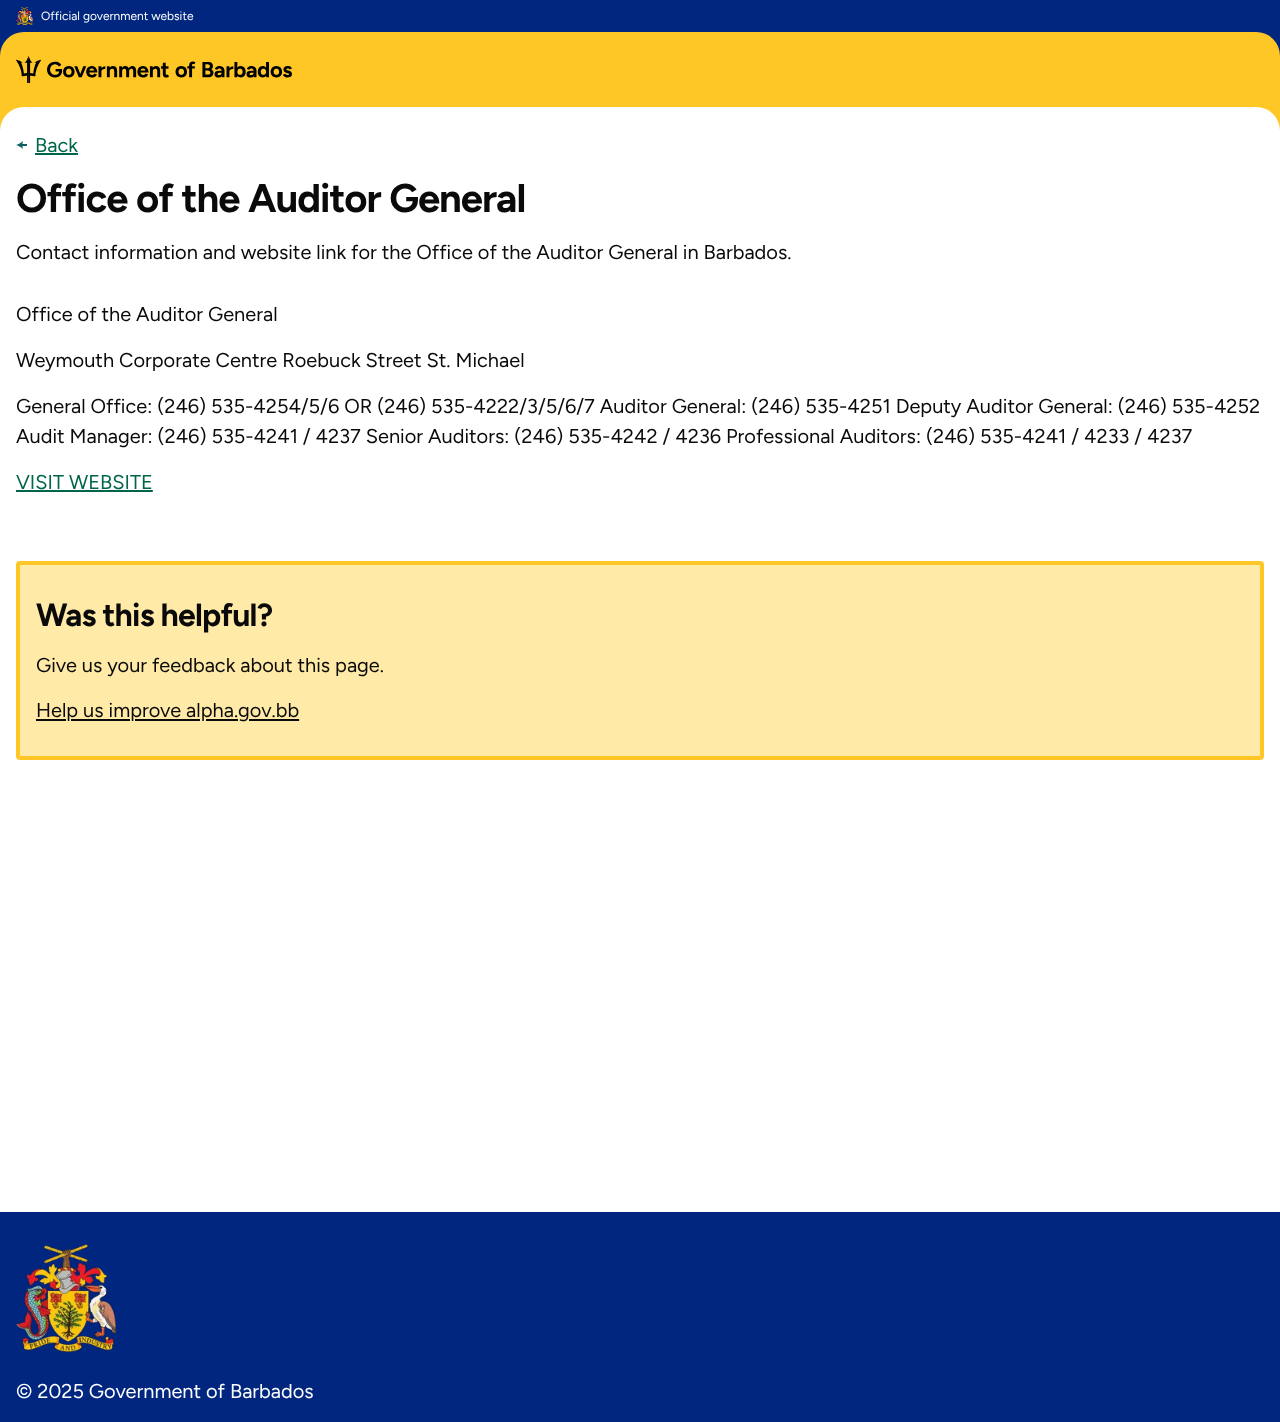 Official government website
Government of Barbados
Back
Office of the Auditor General
Contact information and website link for the Office of the Auditor General in Barbados.
Office of the Auditor General
Weymouth Corporate Centre Roebuck Street St. Michael
General Office: (246) 535-4254/5/6 OR (246) 535-4222/3/5/6/7 Auditor General: (246) 535-4251 Deputy Auditor General: (246) 535-4252
Audit Manager: (246) 535-4241 / 4237 Senior Auditors: (246) 535-4242 / 4236 Professional Auditors: (246) 535-4241 / 4233 / 4237
VISIT WEBSITE
Was this helpful?
Give us your feedback about this page.
Help us improve alpha.gov.bb
PRIDE AND INDUSTRY
© 2025 Government of Barbados